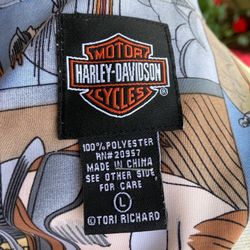 MOTOR
HARLEY-DAVIDSON
CYCLES®
100% POLYESTER
RN#20957
MADE IN CHINA
SEE OTHER SIDE,
FOR CARE
L
©TORI RICHARD